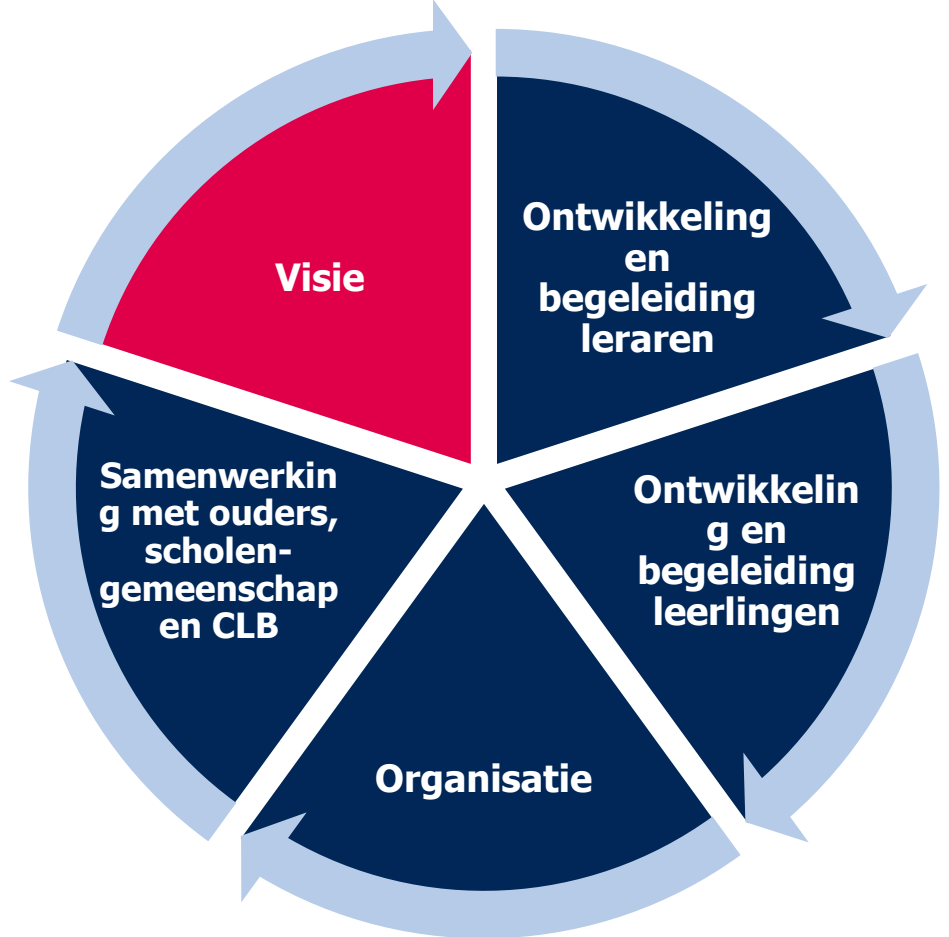 Visie
Ontwikkeling
en
begeleiding
leraren
Ontwikkelin
g en
begeleiding
leerlingen
Organisatie
Samenwerkin
g met ouders,
scholen-
gemeenschap
en CLB